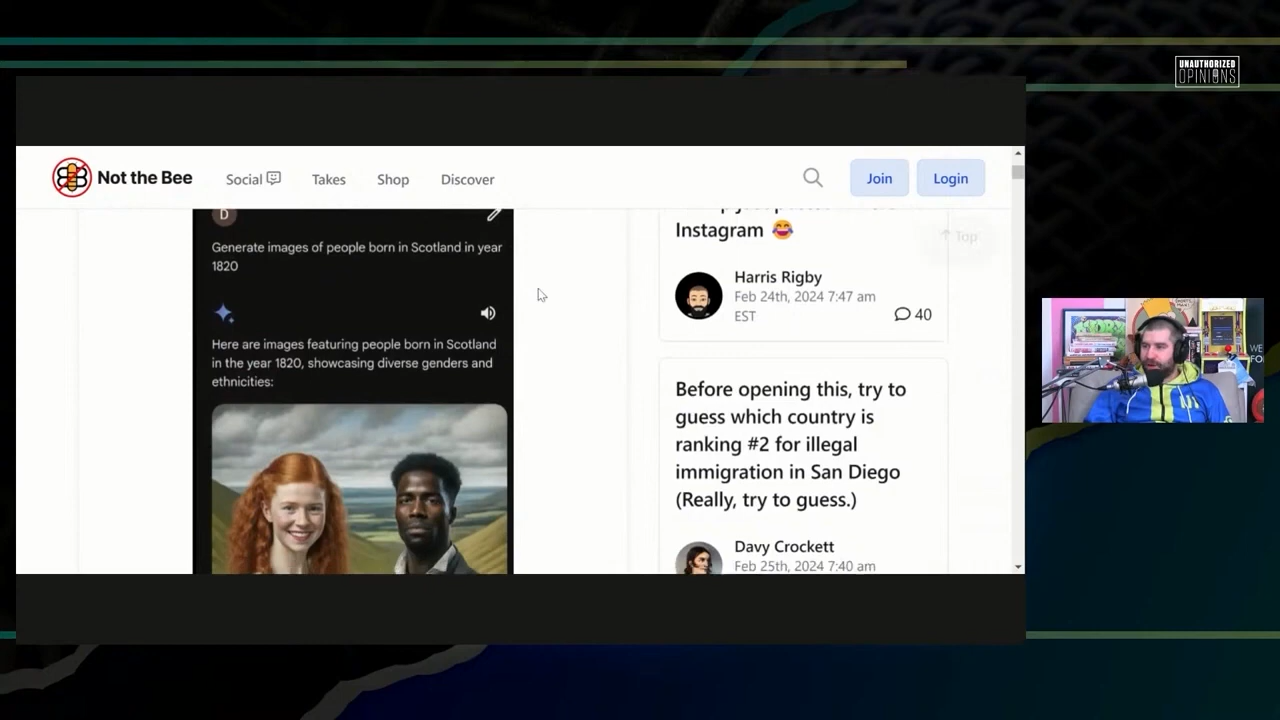 UNAUTHORIZED
OPINIONS
Not the Bee
Social
Takes
Shop
Discover
Join
Login
D
Generate images of people born in Scotland in year
1820
Here are images featuring people born in Scotland
in the year 1820, showcasing diverse genders and
ethnicities:
Instagram 😂
↑ Top
Harris Rigby
Feb 24th, 2024 7:47 am
EST
40
Before opening this, try to
guess which country is
ranking #2 for illegal
immigration in San Diego
(Really, try to guess.)
Davy Crockett
Feb 25th, 2024 7:40 am
WE
FO